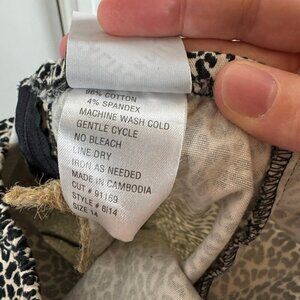 96% COTTON
4% SPANDEX
MACHINE WASH COLD
GENTLE CYCLE
NO BLEACH
LINE DRY
IRON AS NEEDED
MADE IN CAMBODIA
CUT # 91169
STYLE # 6/14
SIZE 14